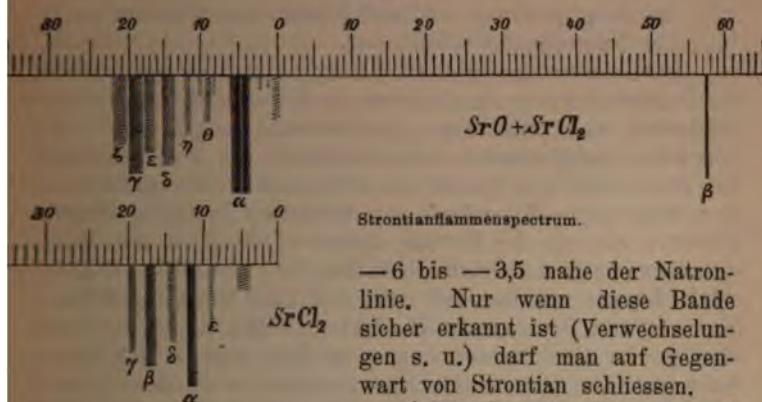 30 20 10 0 10 20 30 40 50 60
SrO+SrCl₂
ζ γ ε δ η θ α β
Strontianflammenspectrum.
30 20 10 0
SrCl₂
γ β δ α ε
—6 bis —3,5 nahe der Natron-
linie. Nur wenn diese Bande
sicher erkannt ist (Verwechselun-
gen s. u.) darf man auf Gegen-
wart von Strontian schliessen.